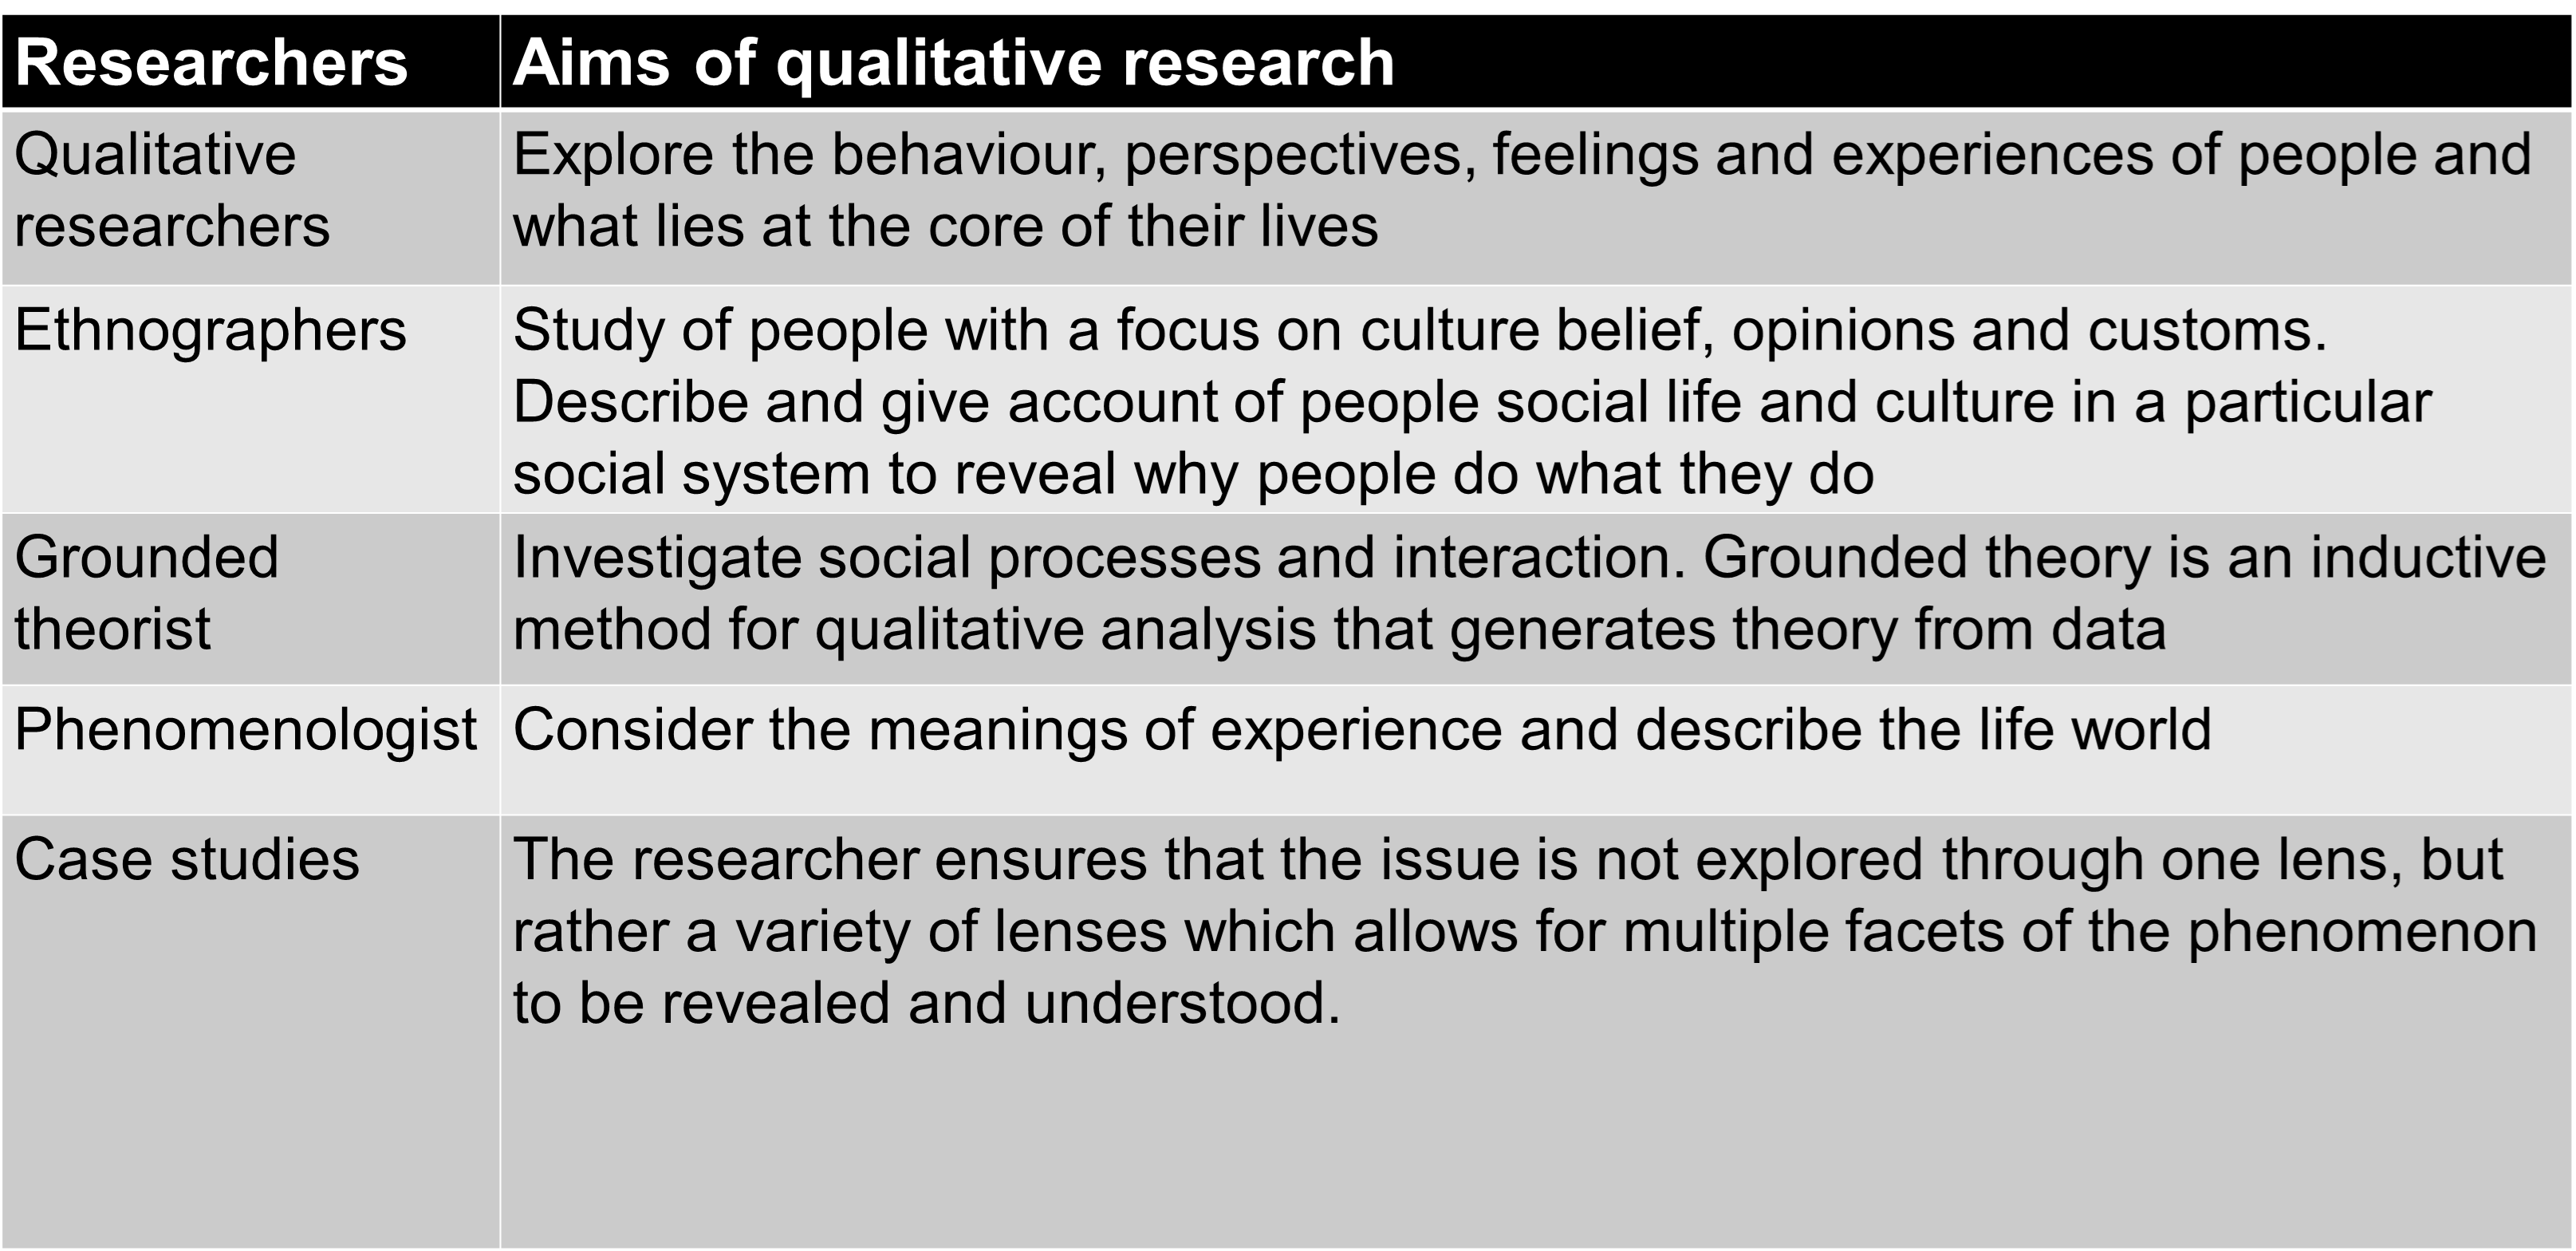 Researchers
Aims of qualitative research
Qualitative
researchers
Explore the behaviour, perspectives, feelings and experiences of people and
what lies at the core of their lives
Ethnographers
Study of people with a focus on culture belief, opinions and customs.
Describe and give account of people social life and culture in a particular
social system to reveal why people do what they do
Grounded
theorist
Investigate social processes and interaction. Grounded theory is an inductive
method for qualitative analysis that generates theory from data
Phenomenologist
Consider the meanings of experience and describe the life world
Case studies
The researcher ensures that the issue is not explored through one lens, but
rather a variety of lenses which allows for multiple facets of the phenomenon
to be revealed and understood.